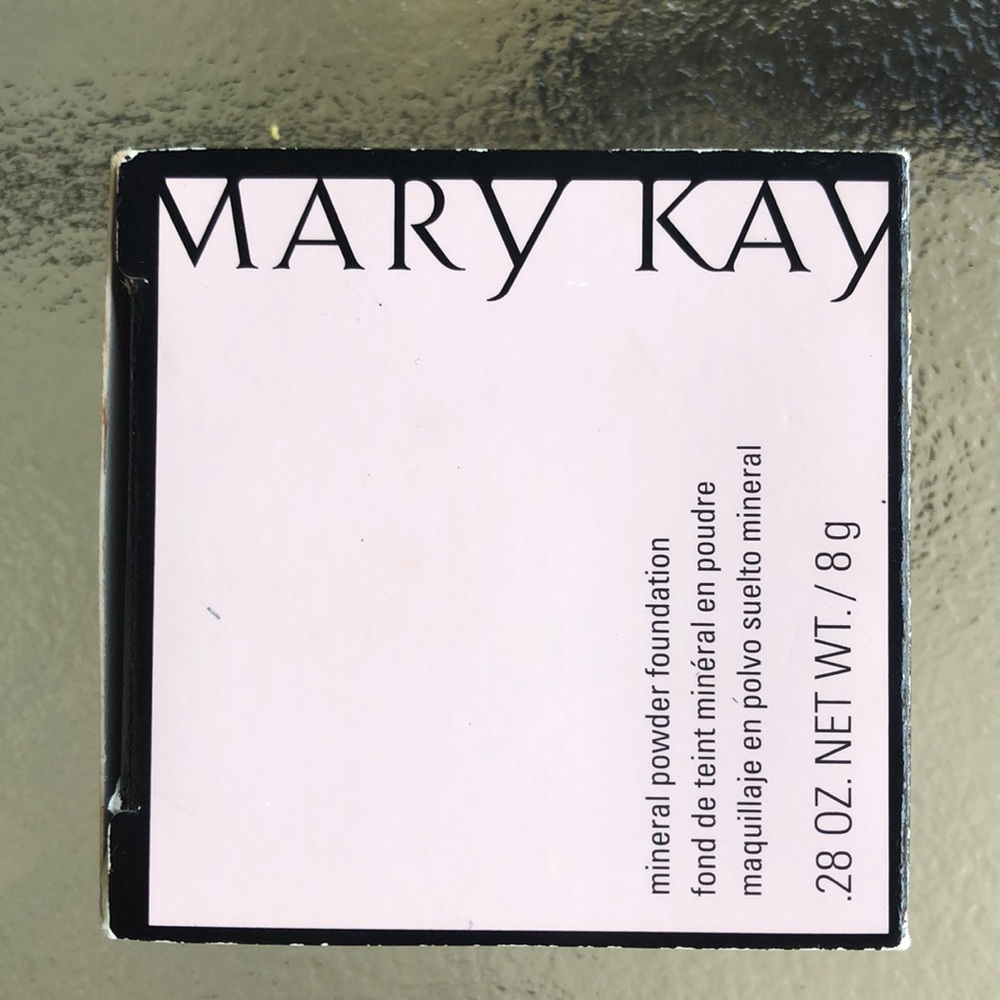 MARY KAY
mineral powder foundation
fond de teint minéral en poudre
maquillaje en polvo suelto mineral
.28 OZ. NET WT. / 8 g